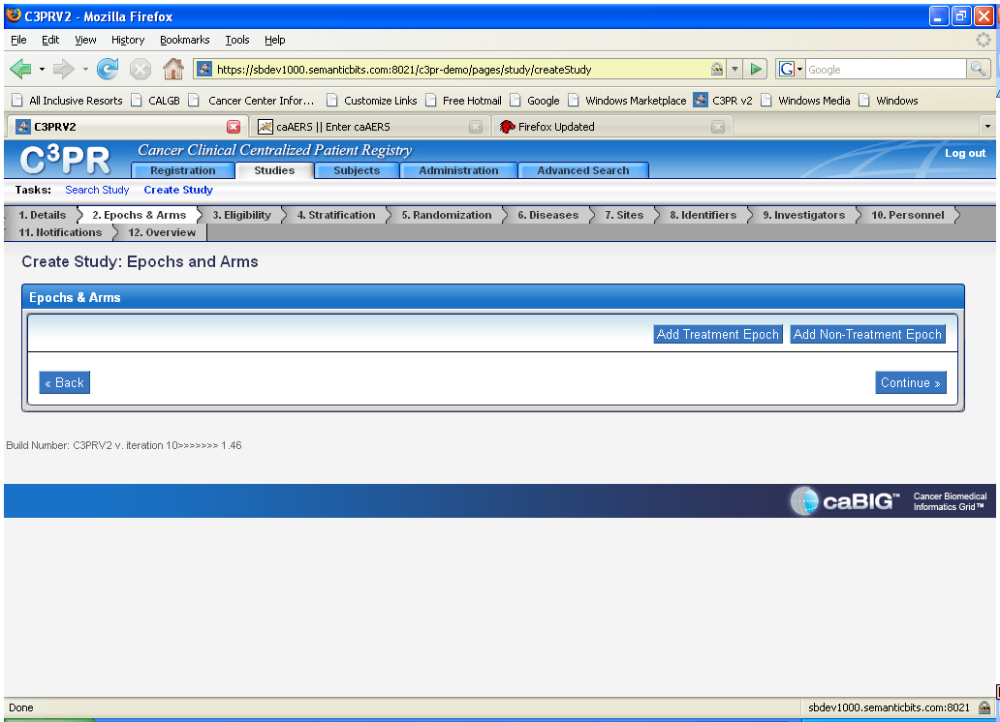 C3PRV2 - Mozilla Firefox
File Edit View History Bookmarks Tools Help
https://sbdev1000.semanticbits.com:8021/c3pr-demo/pages/study/createStudy
G Google
All Inclusive Resorts CALGB Cancer Center Infor... Customize Links Free Hotmail Google Windows Marketplace C3PR v2 Windows Media Windows
C3PRV2 caAERS || Enter caAERS Firefox Updated
C3PR Cancer Clinical Centralized Patient Registry Log out
Registration Studies Subjects Administration Advanced Search
Tasks: Search Study Create Study
1. Details 2. Epochs & Arms 3. Eligibility 4. Stratification 5. Randomization 6. Diseases 7. Sites 8. Identifiers 9. Investigators 10. Personnel
11. Notifications 12. Overview
Create Study: Epochs and Arms
Epochs & Arms
Add Treatment Epoch Add Non-Treatment Epoch
« Back Continue »
Build Number: C3PRV2 v. iteration 10>>>>>>> 1.46
caBIG™ Cancer Biomedical
Informatics Grid™
Done sbdev1000.semanticbits.com:8021